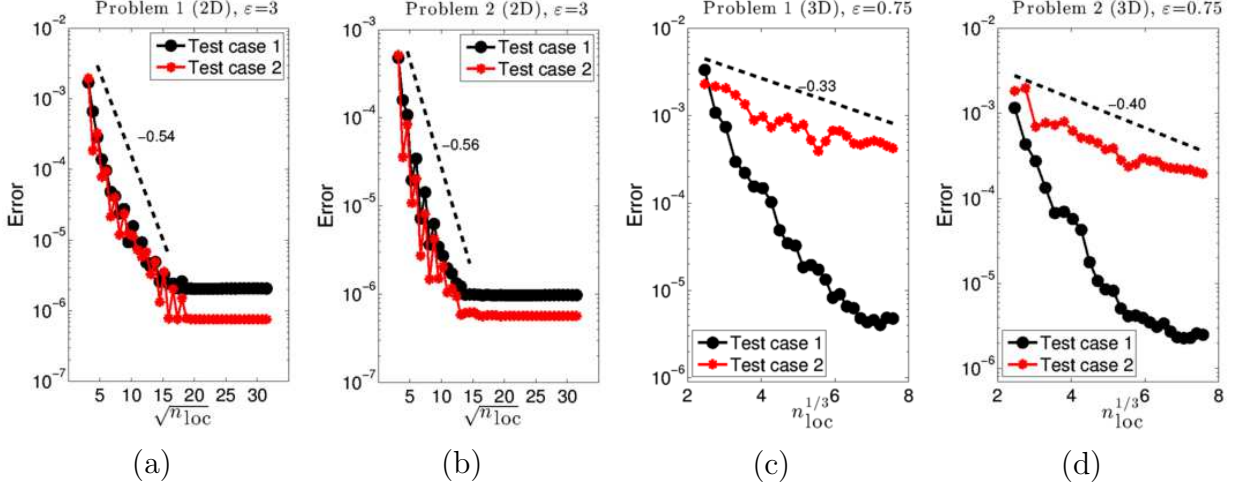 Problem 1 (2D), ε=3
10^-2
10^-3
10^-4
10^-5
10^-6
10^-7
Error
Test case 1
Test case 2
−0.54
5 10 15 20 25 30
√n_loc
(a)
Problem 2 (2D), ε=3
10^-3
10^-4
10^-5
10^-6
10^-7
Error
Test case 1
Test case 2
−0.56
5 10 15 20 25 30
√n_loc
(b)
Problem 1 (3D), ε=0.75
10^-2
10^-3
10^-4
10^-5
10^-6
Error
−0.33
Test case 1
Test case 2
2 4 6 8
n_loc^1/3
(c)
Problem 2 (3D), ε=0.75
10^-2
10^-3
10^-4
10^-5
10^-6
Error
−0.40
Test case 1
Test case 2
2 4 6 8
n_loc^1/3
(d)